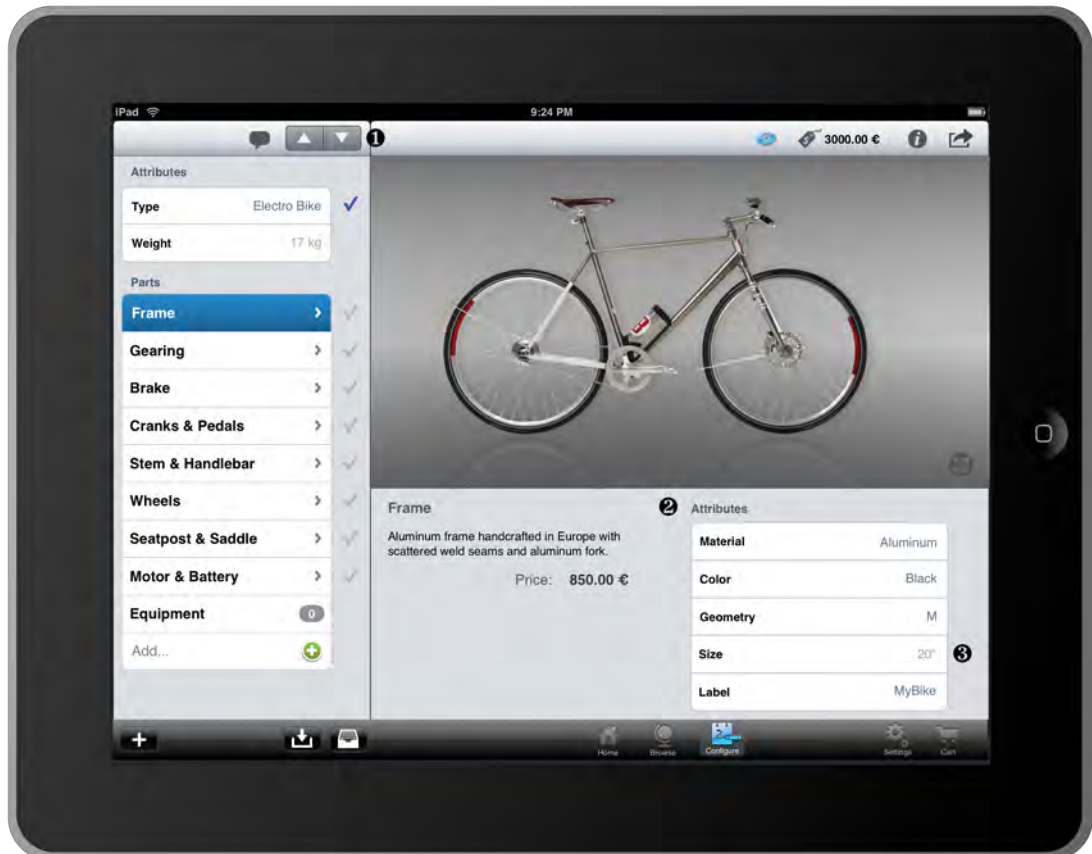 iPad
9:24 PM
❶
3000.00 €
Attributes
Type Electro Bike
Weight 17 kg
Parts
Frame
Gearing
Brake
Cranks & Pedals
Stem & Handlebar
Wheels
Seatpost & Saddle
Motor & Battery
Equipment 0
Add...
Frame
Aluminum frame handcrafted in Europe with
scattered weld seams and aluminum fork.
Price: 850.00 €
❷ Attributes
Material Aluminum
Color Black
Geometry M
Size 20" ❸
Label MyBike
Home
Browse
Configure
Settings
Cart